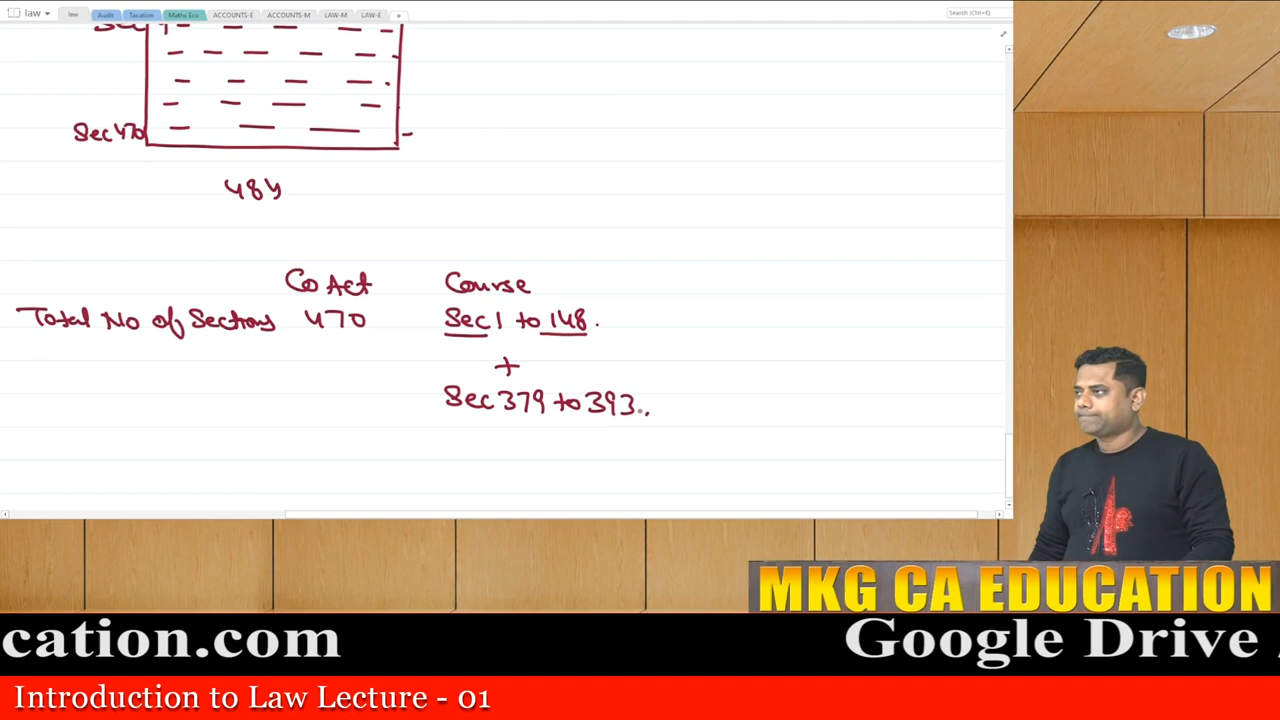 law
Audit
Taxation
Maths Eco
ACCOUNTS-E
ACCOUNTS-M
LAW-M
LAW-E
+
Search (Ctrl+E)
Sec 470
484
Co Act Course
Total No of Sections 470 Sec 1 to 148.
+
Sec 379 to 393.
MKG CA EDUCATION
cation.com Google Drive
Introduction to Law Lecture - 01